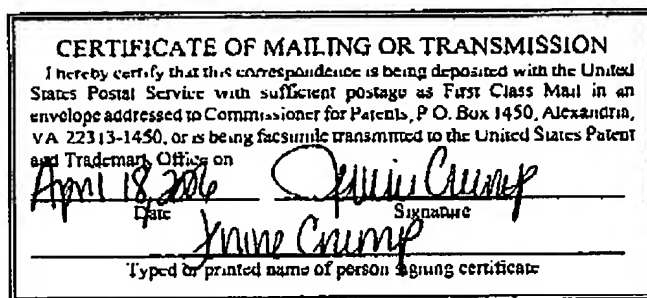 CERTIFICATE OF MAILING OR TRANSMISSION
I hereby certify that this correspondence is being deposited with the United
States Postal Service with sufficient postage as First Class Mail in an
envelope addressed to Commissioner for Patents, P O. Box 1450, Alexandria,
VA 22313-1450, or is being facsimile transmitted to the United States Patent
and Trademark Office on
April 18, 2006 Crump
Date Signature
Crump
Typed or printed name of person signing certificate